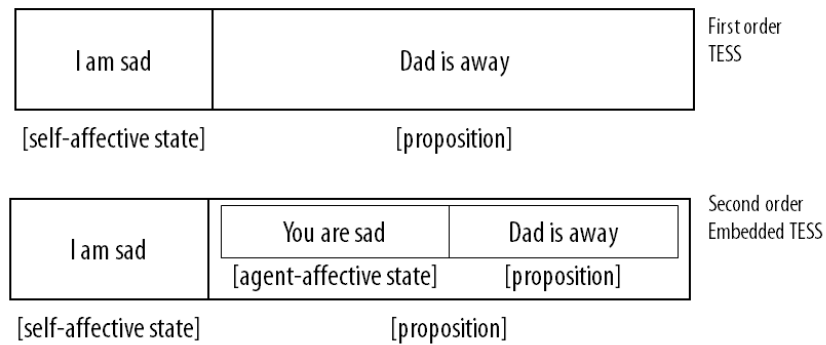 I am sad
Dad is away
First order
TESS
[self-affective state]
[proposition]
I am sad
You are sad
Dad is away
[agent-affective state]
[proposition]
Second order
Embedded TESS
[self-affective state]
[proposition]